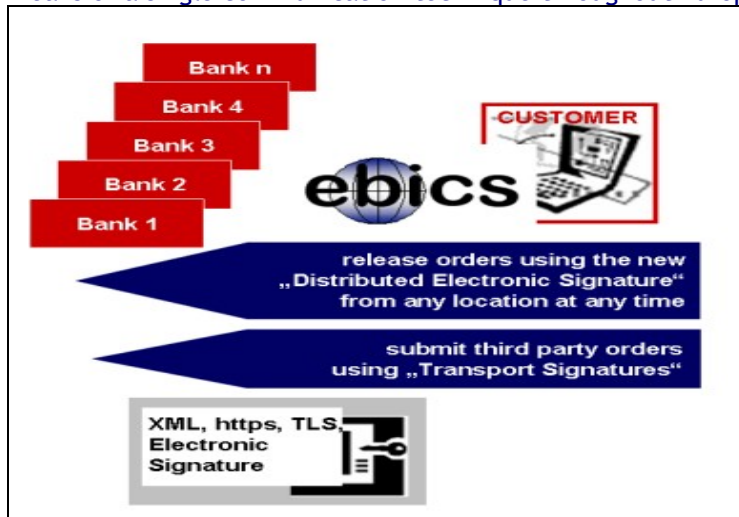 Bank n
Bank 4
Bank 3
Bank 2
Bank 1
CUSTOMER
ebics
release orders using the new
„Distributed Electronic Signature“
from any location at any time
submit third party orders
using „Transport Signatures“
XML, https, TLS,
Electronic
Signature